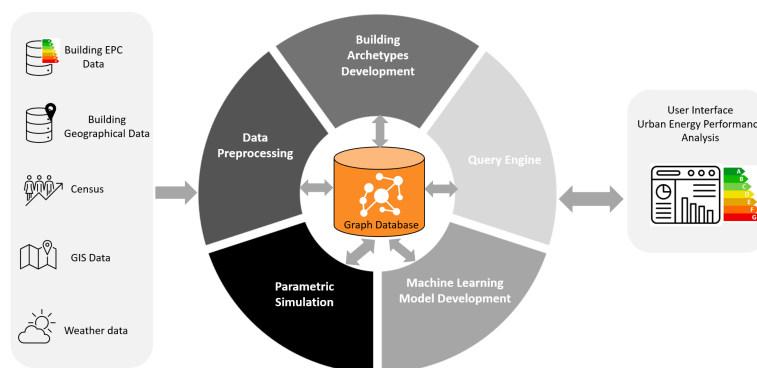 Building EPC
Data
Building
Geographical Data
Census
GIS Data
Weather data
Building
Archetypes
Development
Data
Preprocessing
Query Engine
Graph Database
Parametric
Simulation
Machine Learning
Model Development
User Interface
Urban Energy Performance
Analysis
A
B
C
D
E
F
G